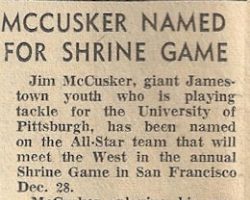 MCCUSKER NAMED
FOR SHRINE GAME
Jim McCusker, giant James-
town youth who is playing
tackle for the University of
Pittsburgh, has been named
on the All-Star team that will
meet the West in the annual
Shrine Game in San Francisco
Dec. 28.